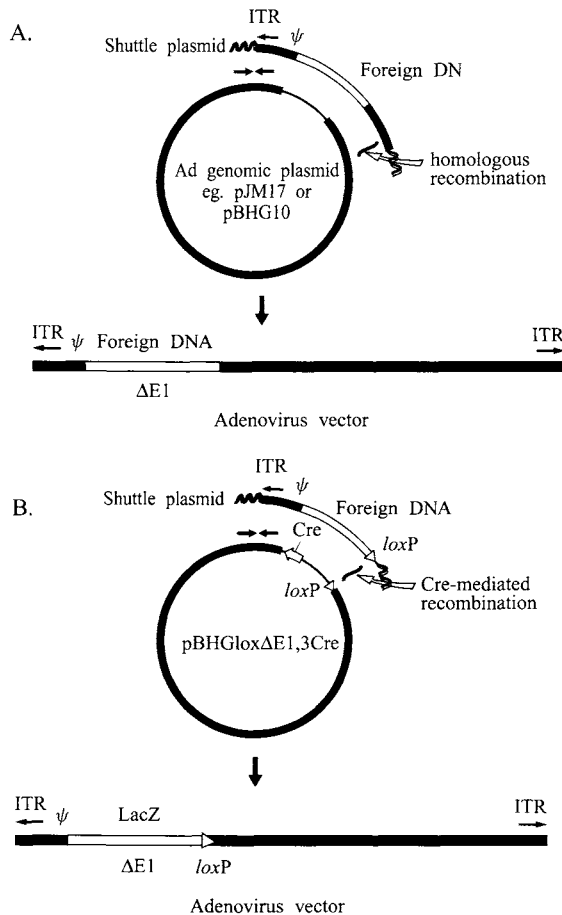 A.
ITR
ψ
Shuttle plasmid
Foreign DN
homologous
recombination
Ad genomic plasmid
eg. pJM17 or
pBHG10
ITR
ψ Foreign DNA
ITR
ΔE1
Adenovirus vector
B.
ITR
ψ
Shuttle plasmid
Foreign DNA
Cre
loxP
loxP
Cre-mediated
recombination
pBHGloxΔE1,3Cre
ITR
ψ
LacZ
ITR
ΔE1
loxP
Adenovirus vector